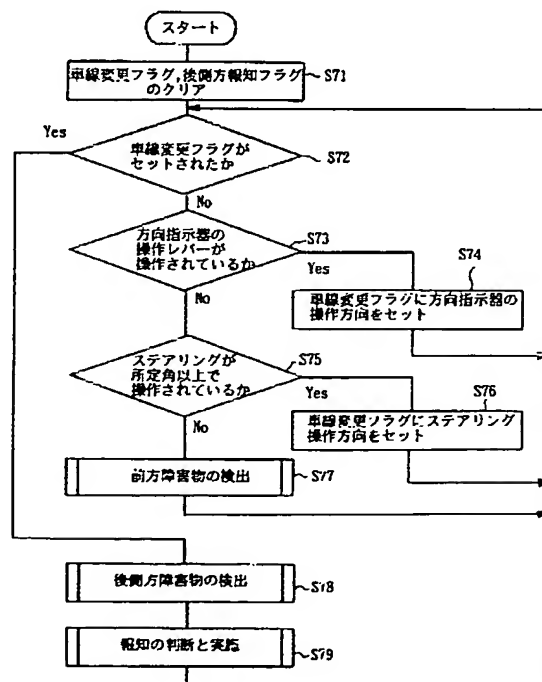 スタート
車線変更フラグ,後側方報知フラグ
のクリア
S71
Yes
車線変更フラグが
セットされたか
S72
No
方向指示器の
操作レバーが
操作されているか
S73
Yes
S74
No
車線変更フラグに方向指示器の
操作方向をセット
ステアリングが
所定角以上で
操作されているか
S75
Yes
S76
No
車線変更フラグにステアリング
操作方向をセット
前方障害物の検出
S77
後側方障害物の検出
S78
報知の判断と実施
S79